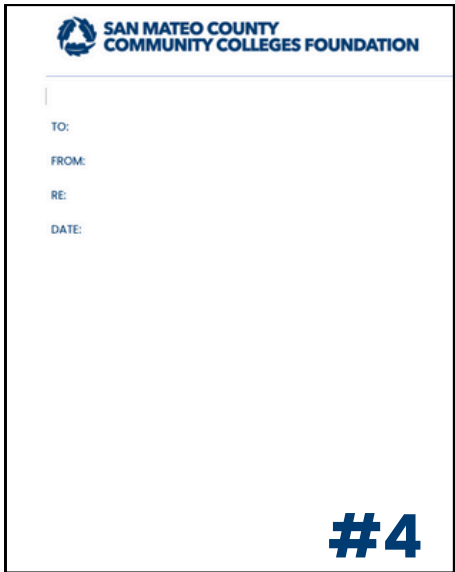 SAN MATEO COUNTY
COMMUNITY COLLEGES FOUNDATION
TO:
FROM:
RE:
DATE:
#4